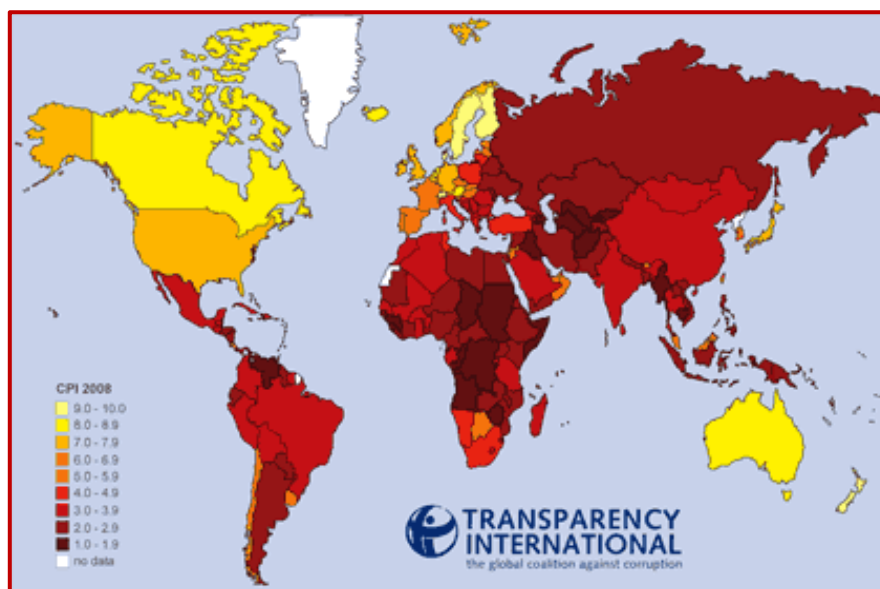 CPI 2008
9.0 - 10.0
8.0 - 8.9
7.0 - 7.9
6.0 - 6.9
5.0 - 5.9
4.0 - 4.9
3.0 - 3.9
2.0 - 2.9
1.0 - 1.9
no data
TRANSPARENCY
INTERNATIONAL
the global coalition against corruption